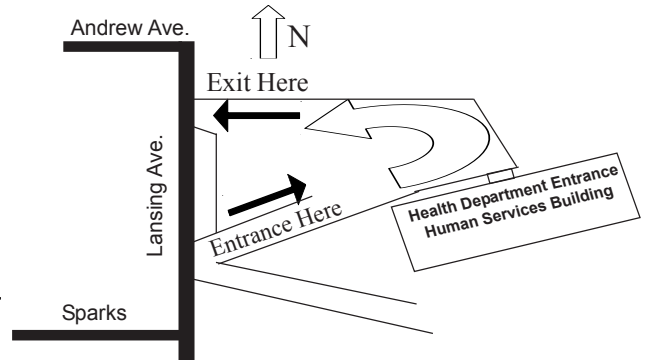 Andrew Ave.
N
Exit Here
Lansing Ave.
Entrance Here
Health Department Entrance
Human Services Building
Sparks